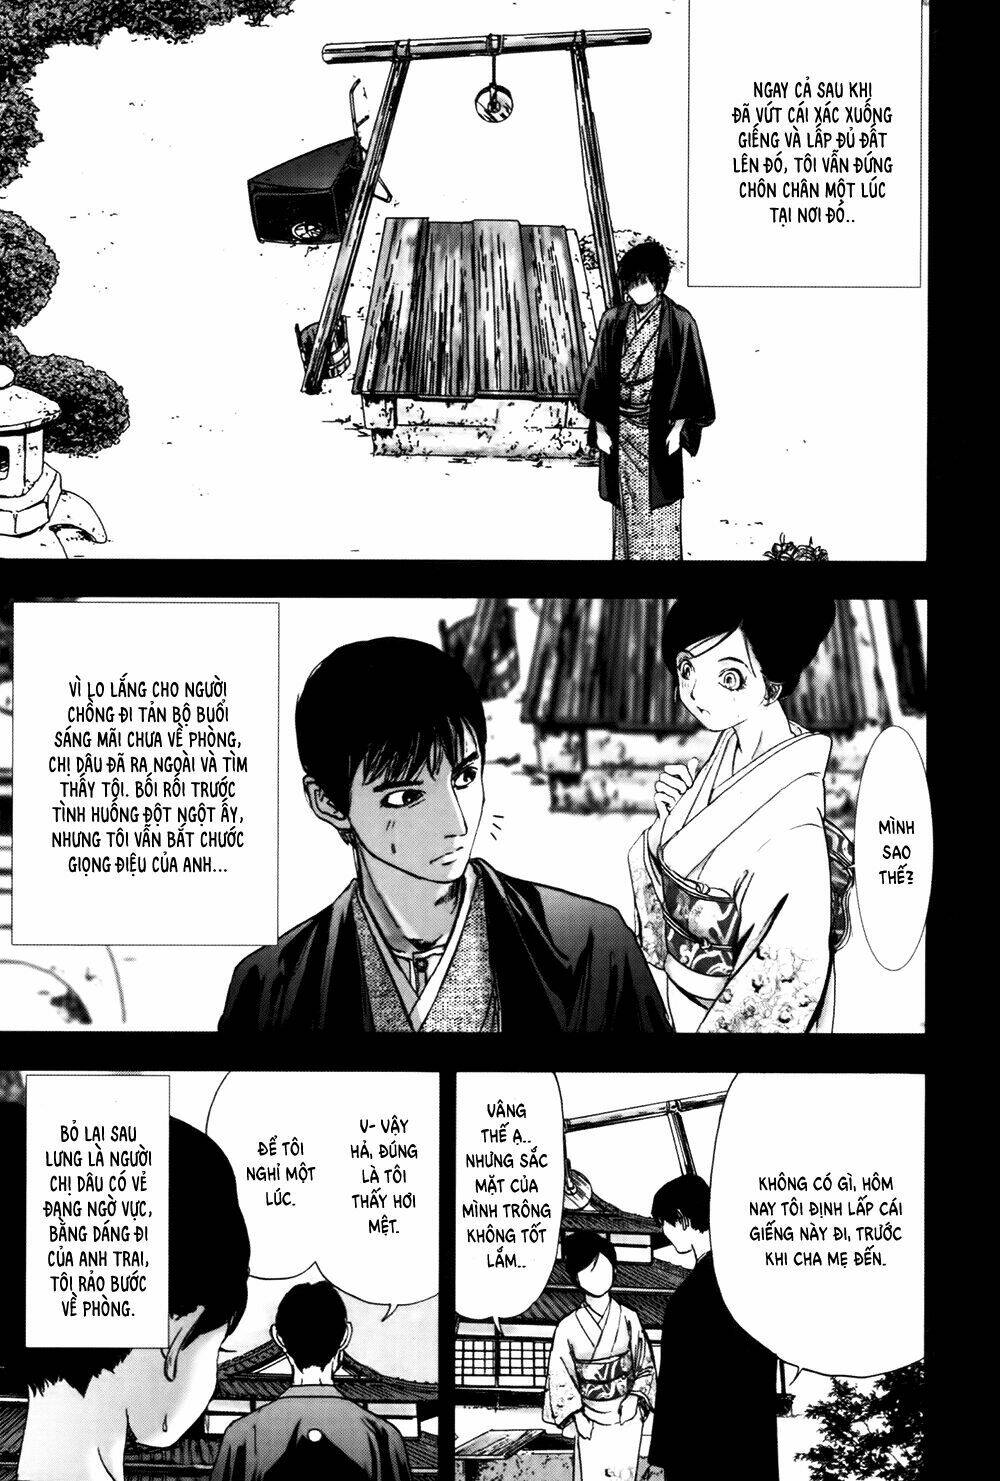 NGAY CẢ SAU KHI
ĐÃ VỨT CÁI XÁC XUỐNG
GIẾNG VÀ LẤP ĐỦ ĐẤT
LÊN ĐÓ, TÔI VẪN ĐỨNG
CHÔN CHÂN MỘT LÚC
TẠI NƠI ĐÓ..
MÌNH
SAO
THẾ?
VÌ LO LẮNG CHO NGƯỜI
CHỒNG ĐI TẢN BỘ BUỔI
SÁNG MÃI CHƯA VỀ PHÒNG,
CHỊ DÂU ĐÃ RA NGOÀI VÀ TÌM
THẤY TÔI. BỐI RỐI TRƯỚC
TÌNH HUỐNG ĐỘT NGỘT ẤY,
NHƯNG TÔI VẪN BẮT CHƯỚC
GIỌNG ĐIỆU CỦA ANH...
KHÔNG CÓ GÌ, HÔM
NAY TÔI ĐỊNH LẤP CÁI
GIẾNG NÀY ĐI, TRƯỚC
KHI CHA MẸ ĐẾN.
VÂNG
THẾ Ạ..
NHƯNG SẮC
MẶT CỦA
MÌNH TRÔNG
KHÔNG TỐT
LẮM..
V- VẬY
HẢ, ĐÚNG
LÀ TÔI
THẤY HƠI
MỆT.
ĐỂ TÔI
NGHỈ MỘT
LÚC.
BỎ LẠI SAU
LƯNG LÀ NGƯỜI
CHỊ DÂU CÓ VẺ
ĐANG NGỜ VỰC,
BẰNG DÁNG ĐI
CỦA ANH TRAI,
TÔI RẢO BƯỚC
VỀ PHÒNG.